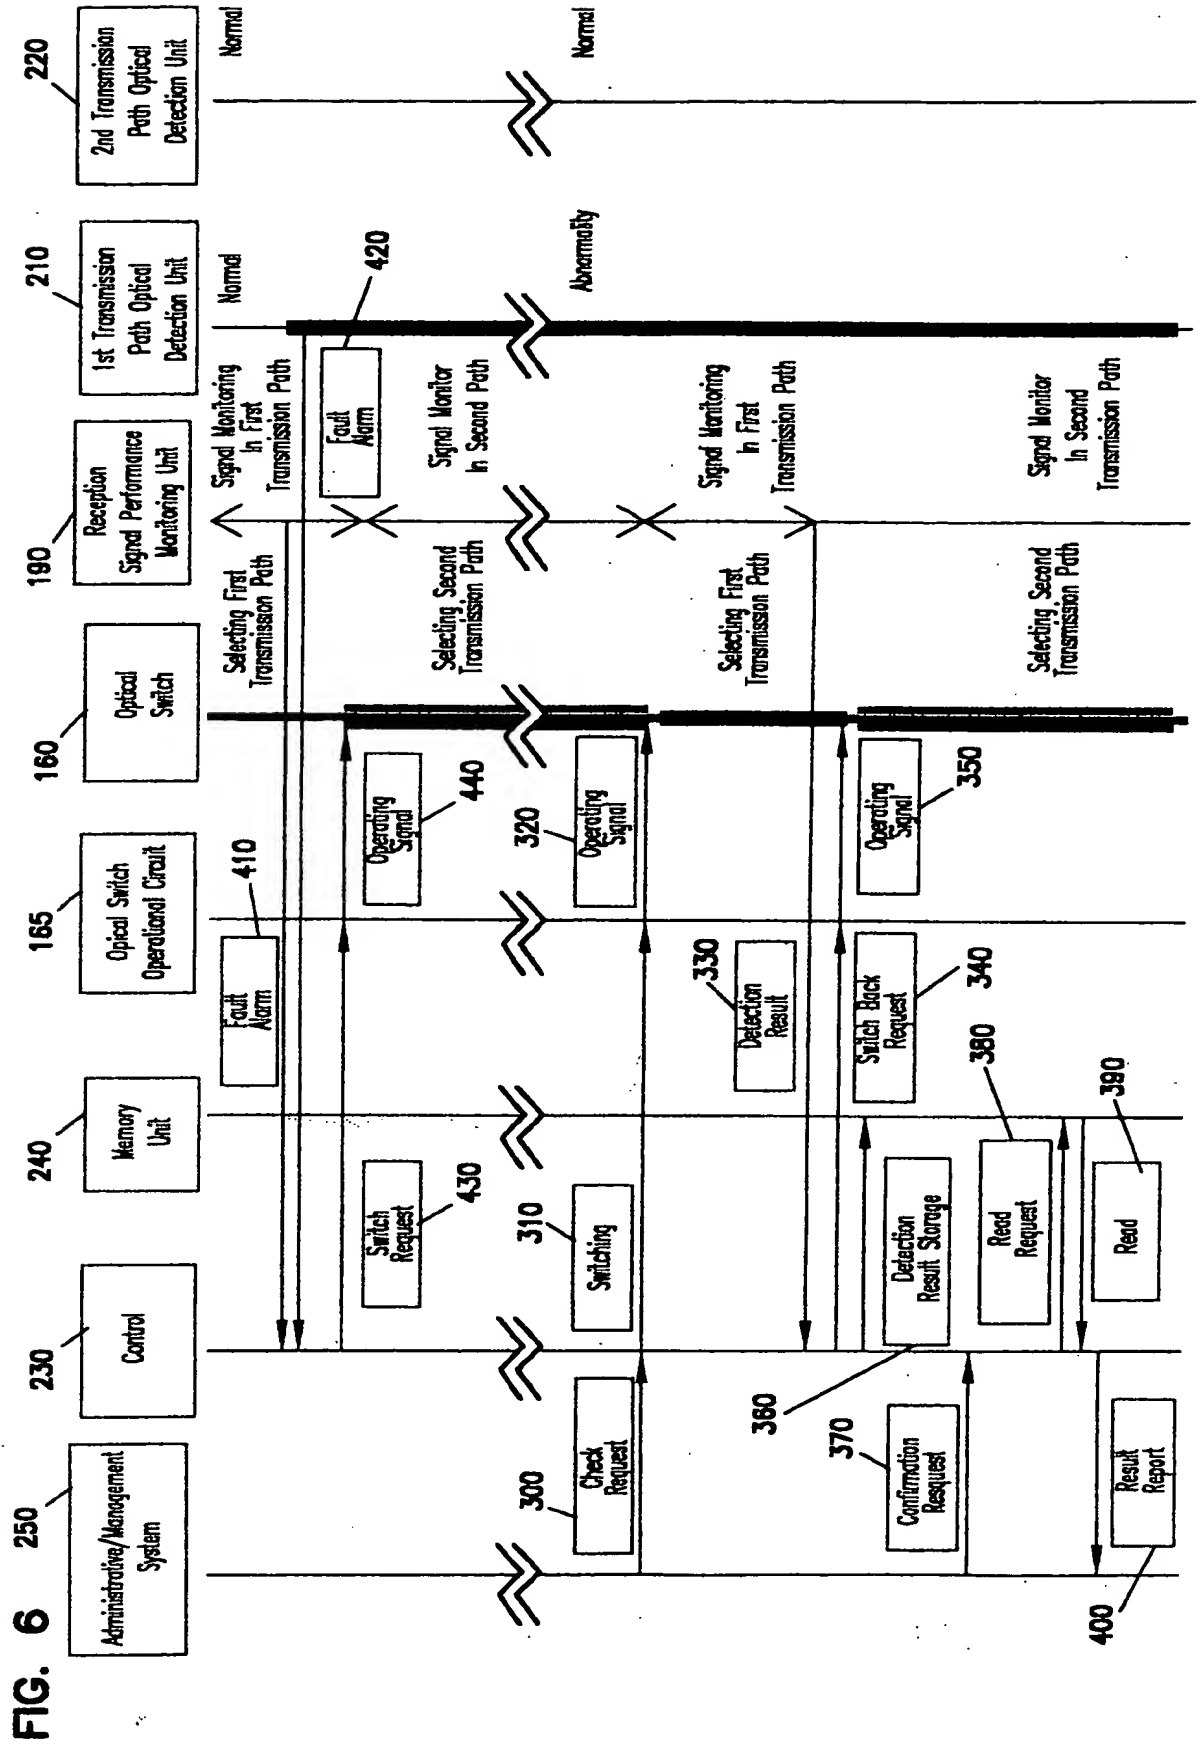 FIG. 6
250
Administrative/Management
System
230
Control
240
Memory
Unit
165
Opical Switch
Operational Circuit
160
Optical
Switch
190
Reception
Signal Performance
Monitoring Unit
210
1st Transmission
Path Optical
Detection Unit
220
2nd Transmission
Path Optical
Detection Unit
Fault
Alarm
410
Selecting First
Transmission Path
Signal Monitoring
In First
Transmission Path
Normal
Normal
Fault
Alarm
420
Switch
Request
430
Operating
Signal
440
Selecting Second
Transmission Path
Signal Monitor
In Second Path
300
Check
Request
310
Switching
320
Operating
Signal
Abnormality
Normal
330
Detection
Result
Selecting First
Transmission Path
Signal Monitoring
In First
Transmission Path
Switch Back
Request
340
Operating
Signal
350
360
Detection
Result Storage
370
Confirmation
Resquest
Read
Request
380
Selecting Second
Transmission Path
Signal Monitor
In Second
Transmission Path
Read
390
Result
Report
400